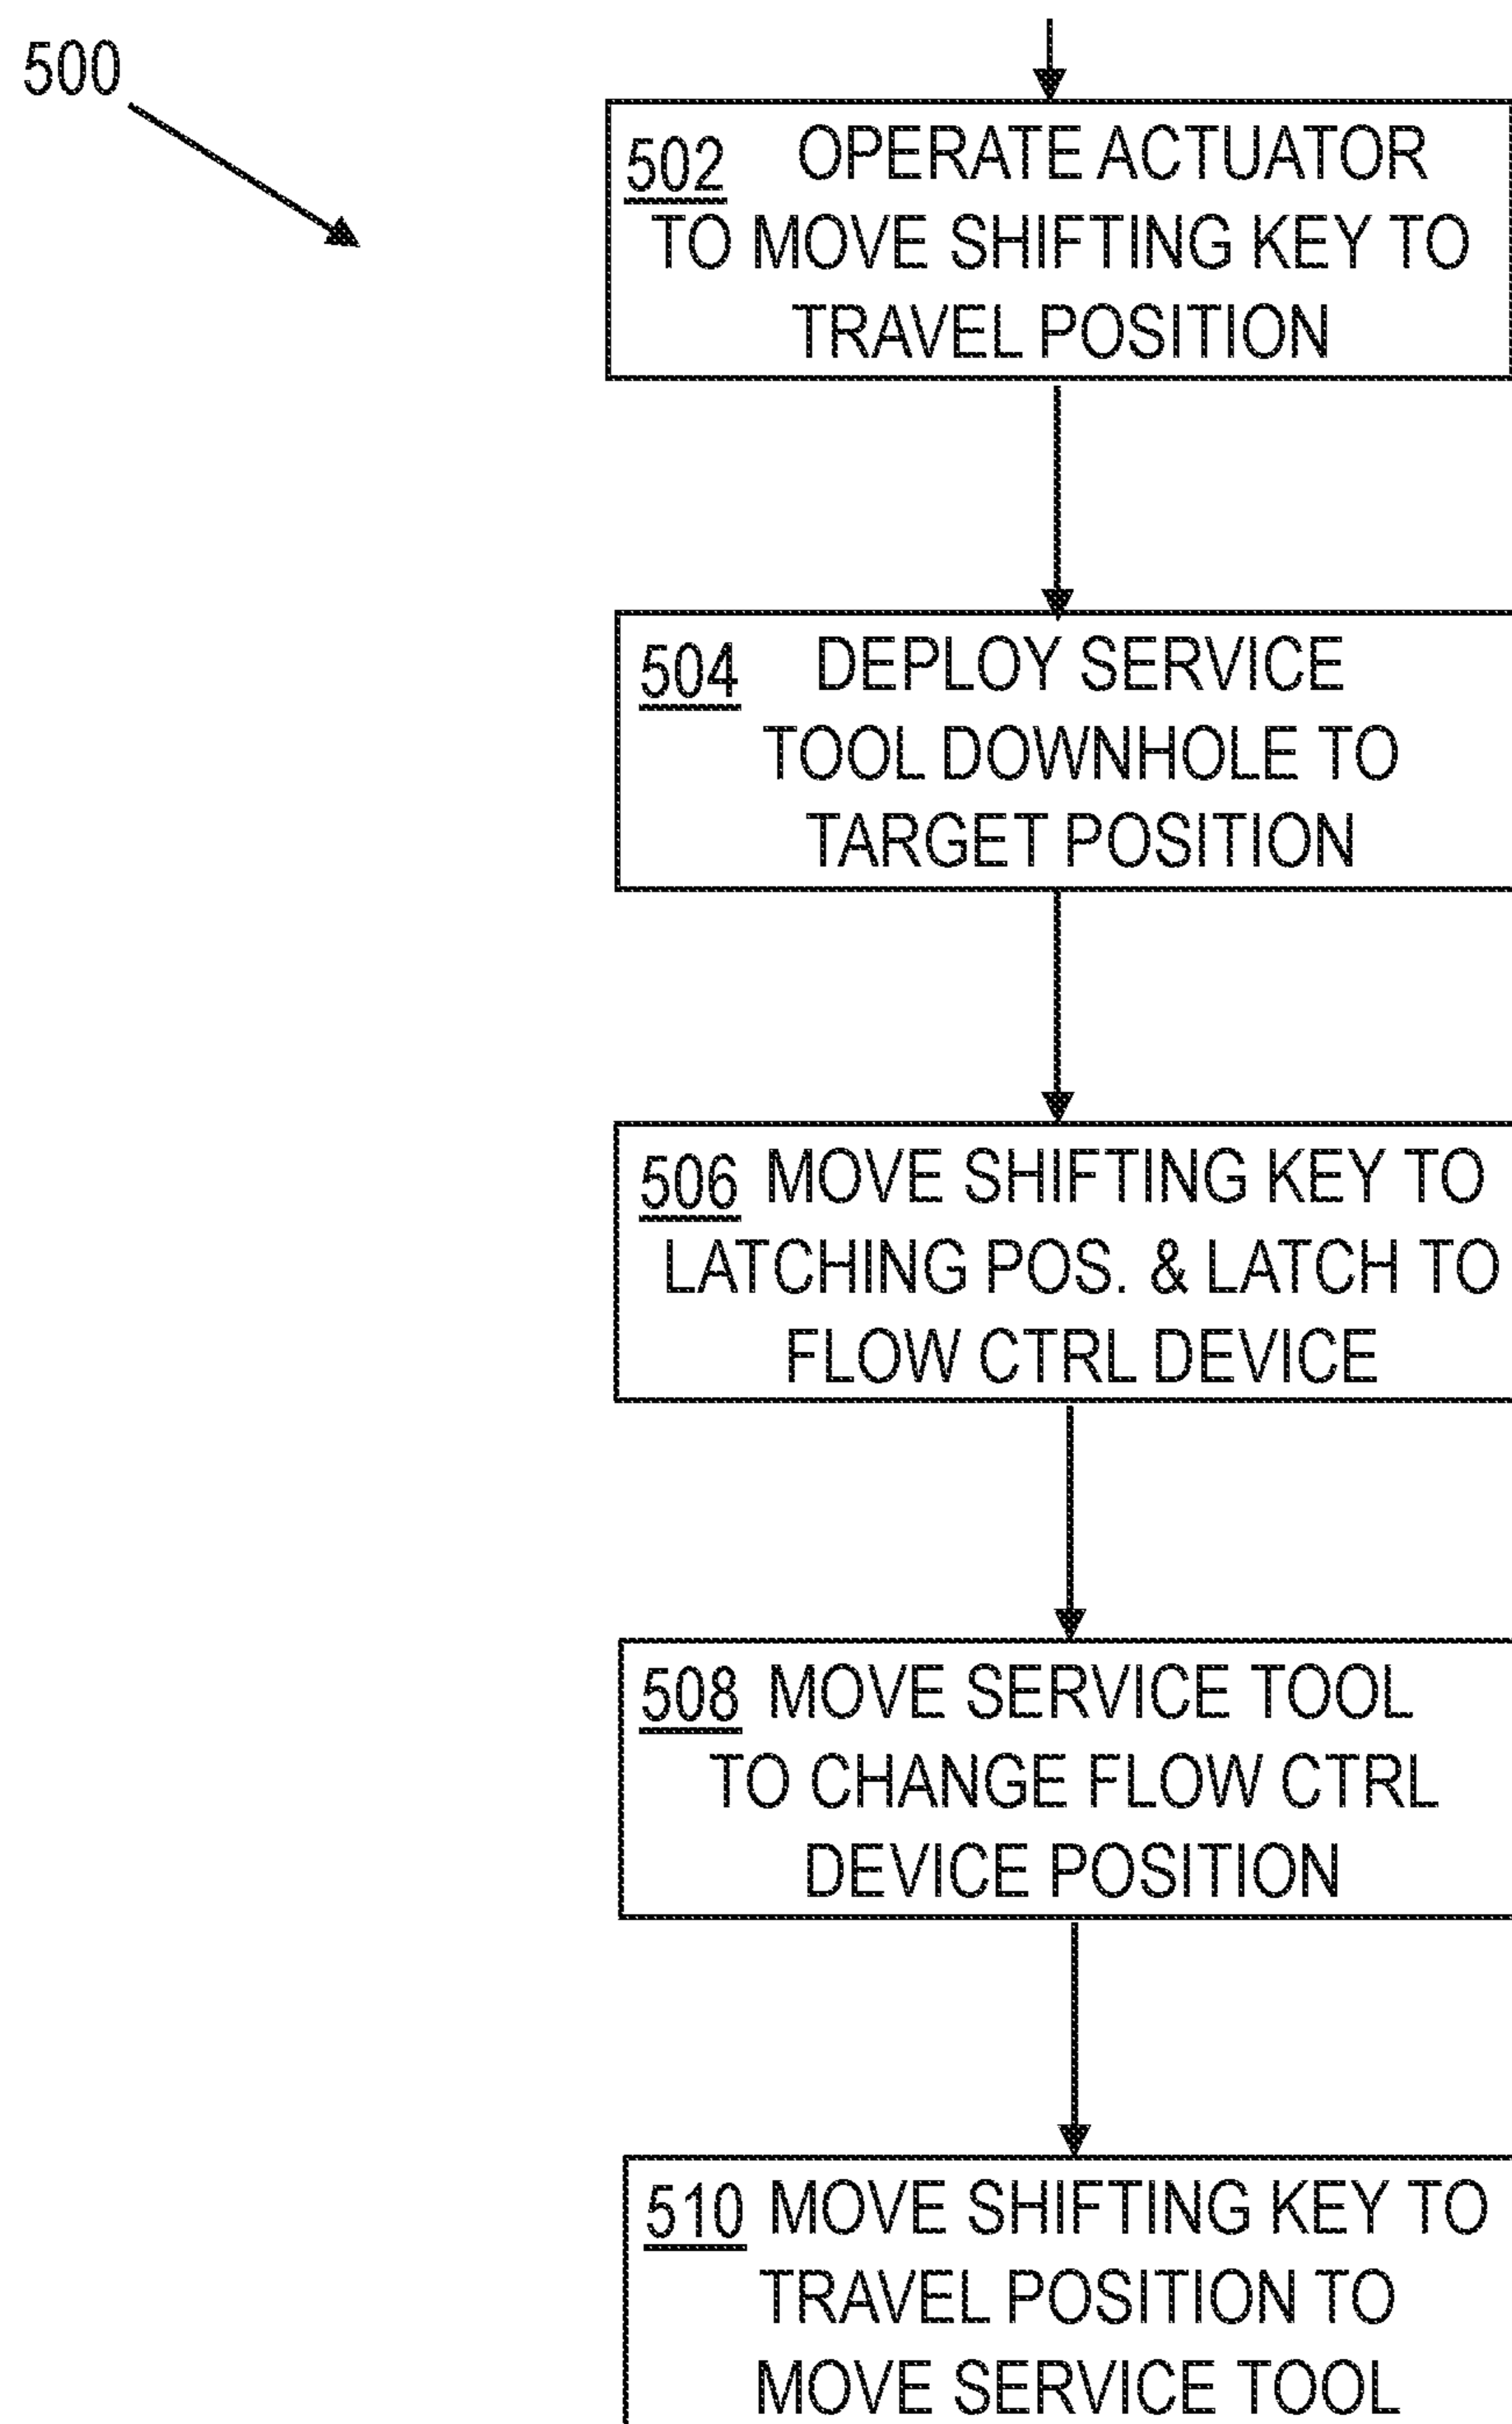 500
502 OPERATE ACTUATOR
TO MOVE SHIFTING KEY TO
TRAVEL POSITION
504 DEPLOY SERVICE
TOOL DOWNHOLE TO
TARGET POSITION
506 MOVE SHIFTING KEY TO
LATCHING POS. & LATCH TO
FLOW CTRL DEVICE
508 MOVE SERVICE TOOL
TO CHANGE FLOW CTRL
DEVICE POSITION
510 MOVE SHIFTING KEY TO
TRAVEL POSITION TO
MOVE SERVICE TOOL